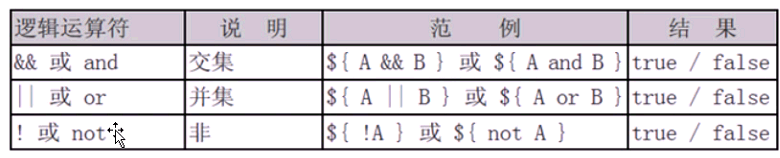 逻辑运算符 说 明 范 例 结 果
&& 或 and 交集 ${ A && B } 或 ${ A and B } true / false
|| 或 or 并集 ${ A || B } 或 ${ A or B } true / false
! 或 not 非 ${ !A } 或 ${ not A } true / false